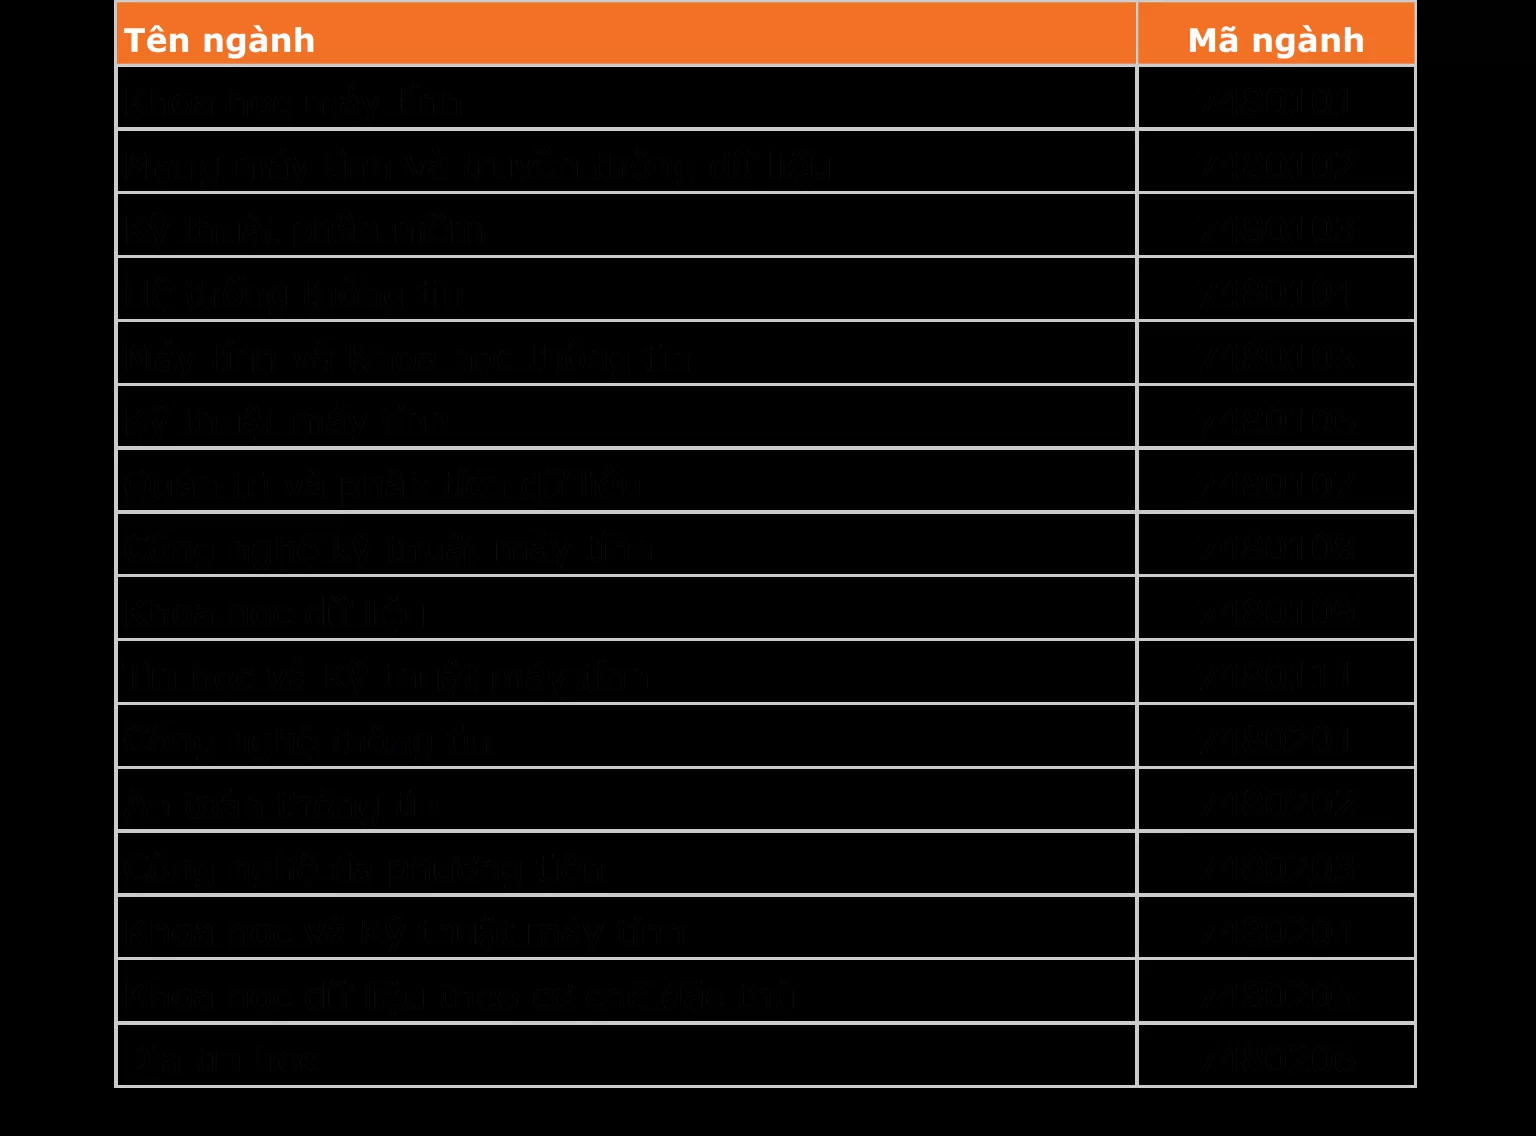 Tên ngành Mã ngành
Khoa học máy tính 7480101
Mạng máy tính và truyền thông dữ liệu 7480102
Kỹ thuật phần mềm 7480103
Hệ thống thông tin 7480104
Máy tính và khoa học thông tin 7480105
Kỹ thuật máy tính 7480106
Quản trị và phân tích dữ liệu 7480107
Công nghệ kỹ thuật máy tính 7480108
Khoa học dữ liệu 7480109
Tin học và Kỹ thuật máy tính 7480111
Công nghệ thông tin 7480201
An toàn thông tin 7480202
Công nghệ đa phương tiện 7480203
Khoa học và Kỹ thuật máy tính 7480204
Khoa học dữ liệu theo cơ chế đặc thù 7480205
Địa tin học 7480206